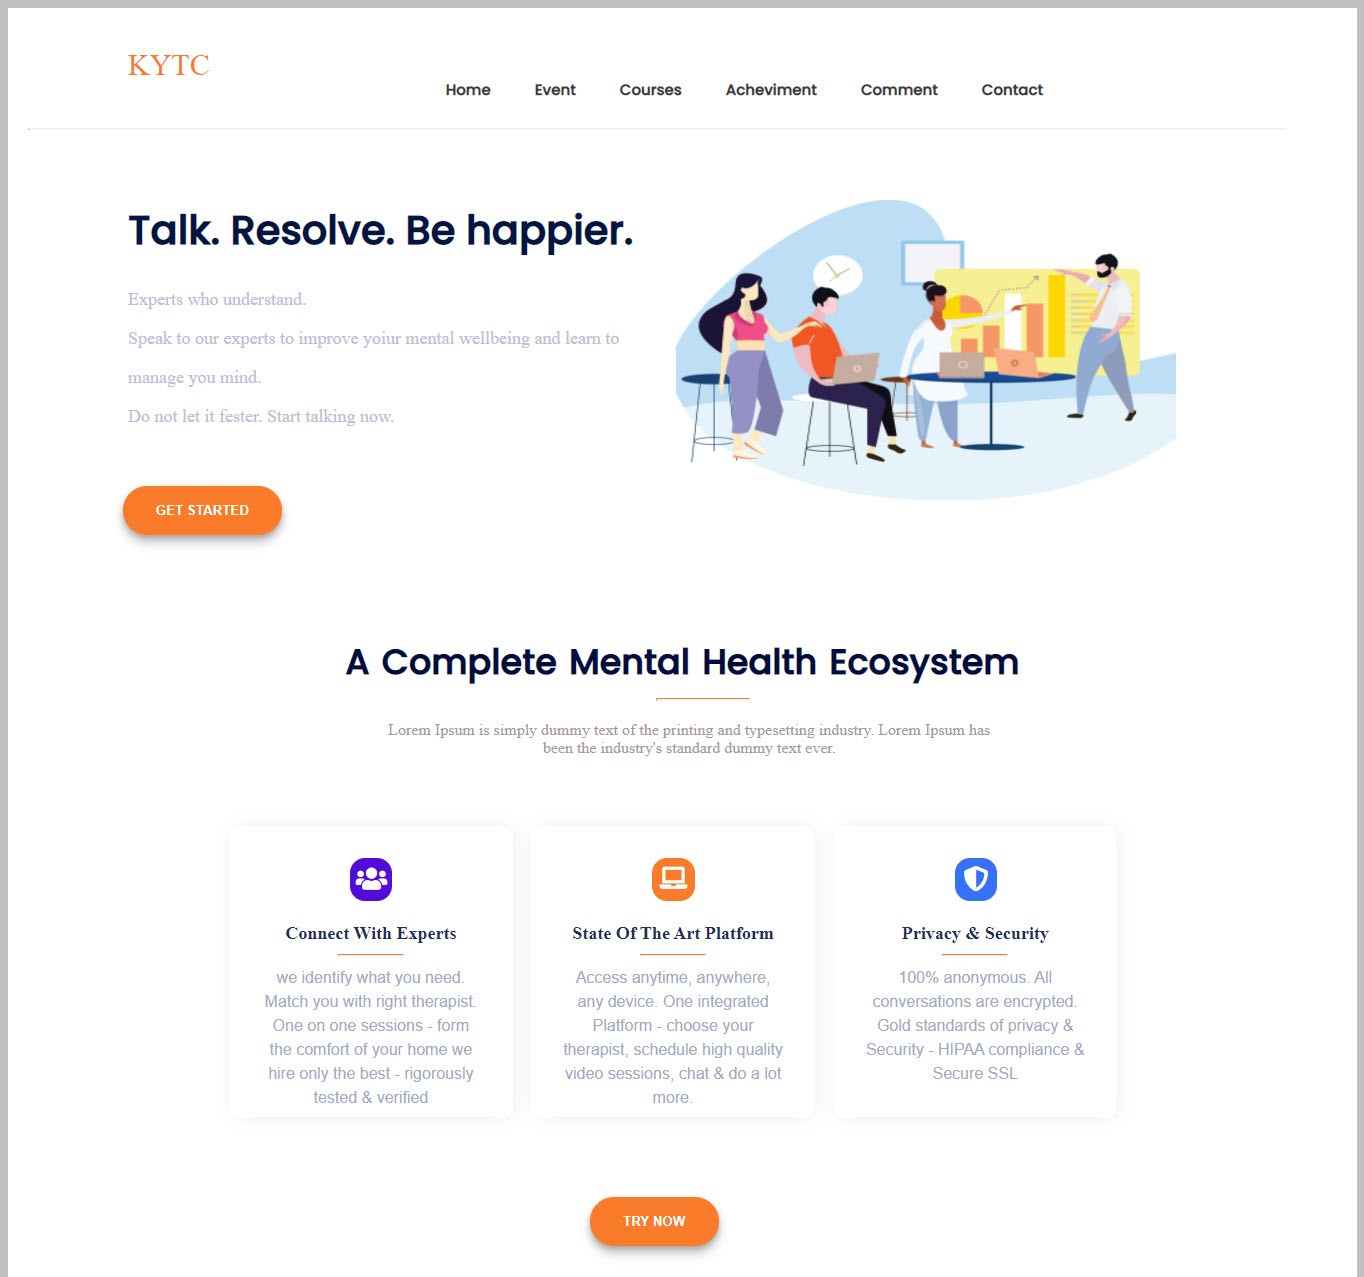 KYTC
Home Event Courses Acheviment Comment Contact
Talk. Resolve. Be happier.
Experts who understand.
Speak to our experts to improve yoiur mental wellbeing and learn to
manage you mind.
Do not let it fester. Start talking now.
GET STARTED
A Complete Mental Health Ecosystem
Lorem Ipsum is simply dummy text of the printing and typesetting industry. Lorem Ipsum has
been the industry's standard dummy text ever.
Connect With Experts
we identify what you need.
Match you with right therapist.
One on one sessions - form
the comfort of your home we
hire only the best - rigorously
tested & verified
State Of The Art Platform
Access anytime, anywhere,
any device. One integrated
Platform - choose your
therapist, schedule high quality
video sessions, chat & do a lot
more.
Privacy & Security
100% anonymous. All
conversations are encrypted.
Gold standards of privacy &
Security - HIPAA compliance &
Secure SSL
TRY NOW